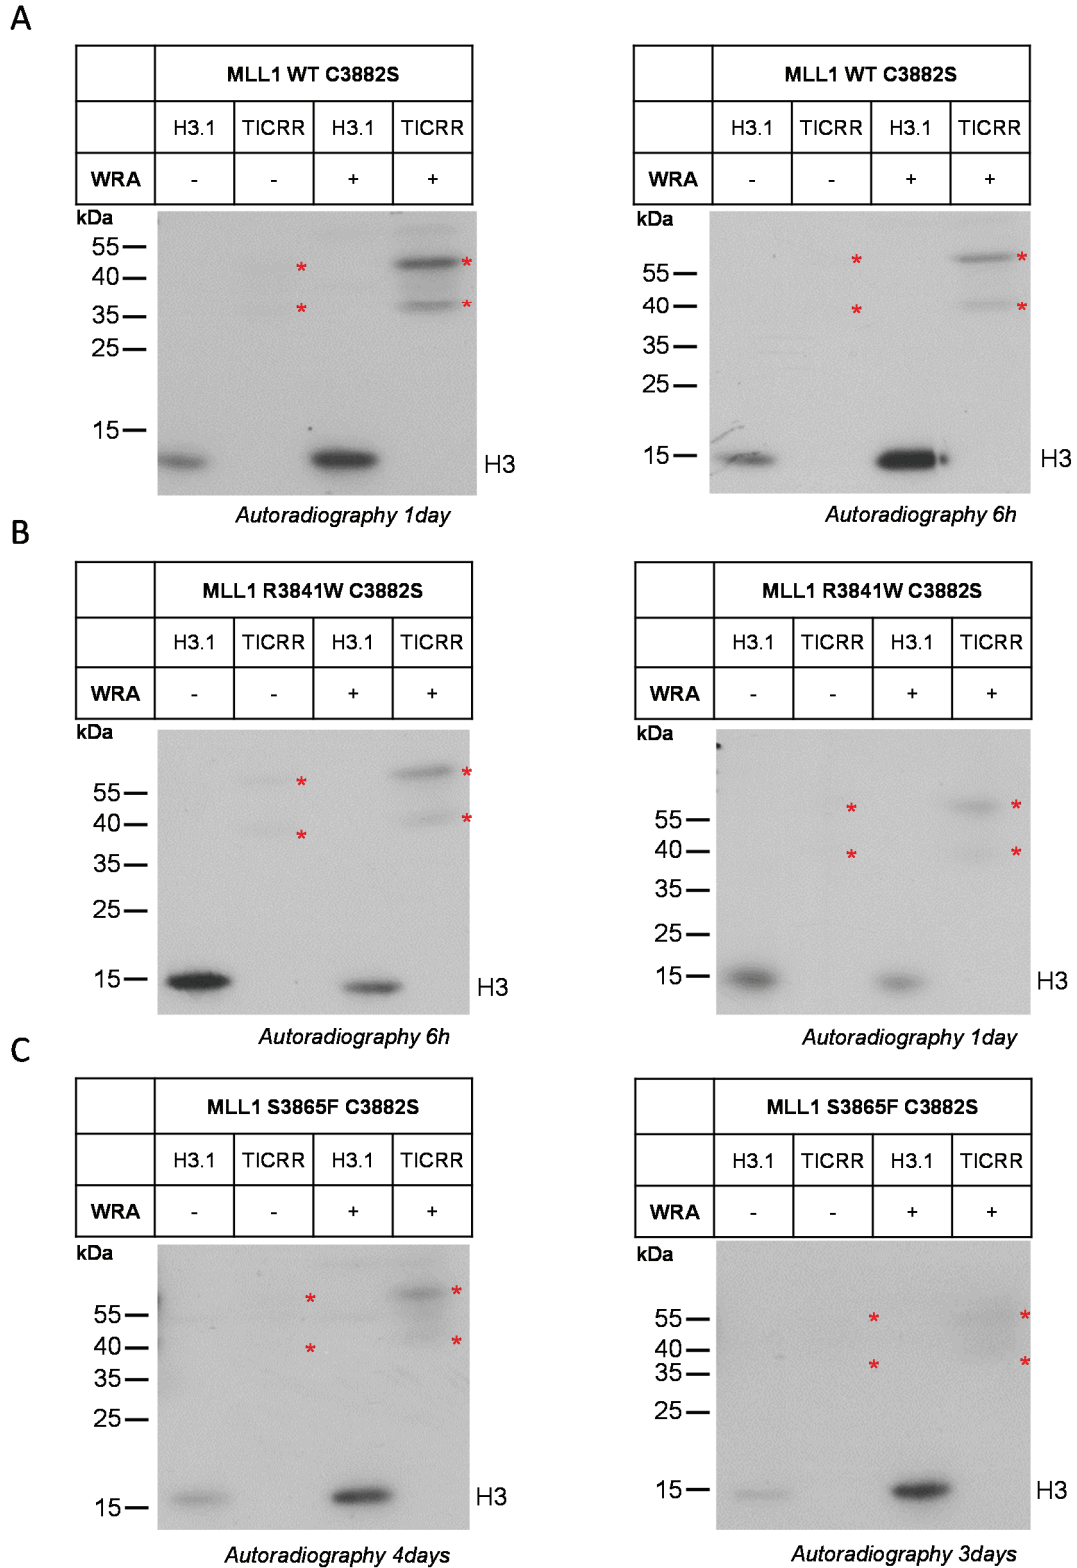 A
MLL1 WT C3882S
H3.1 TICRR H3.1 TICRR
WRA - - + +
kDa
55
40
35
25
15
H3
Autoradiography 1day
MLL1 WT C3882S
H3.1 TICRR H3.1 TICRR
WRA - - + +
kDa
* *
55
40 * *
35
25
15
H3
Autoradiography 6h
B
MLL1 R3841W C3882S
H3.1 TICRR H3.1 TICRR
WRA - - + +
kDa
* *
55
40 * *
35
25
15
H3
Autoradiography 6h
MLL1 R3841W C3882S
H3.1 TICRR H3.1 TICRR
WRA - - + +
kDa
* *
55
40 * *
35
25
15
H3
Autoradiography 1day
C
MLL1 S3865F C3882S
H3.1 TICRR H3.1 TICRR
WRA - - + +
kDa
* *
55
40 * *
35
25
15
H3
Autoradiography 4days
MLL1 S3865F C3882S
H3.1 TICRR H3.1 TICRR
WRA - - + +
kDa
55 * *
40
35 * *
25
15
H3
Autoradiography 3days